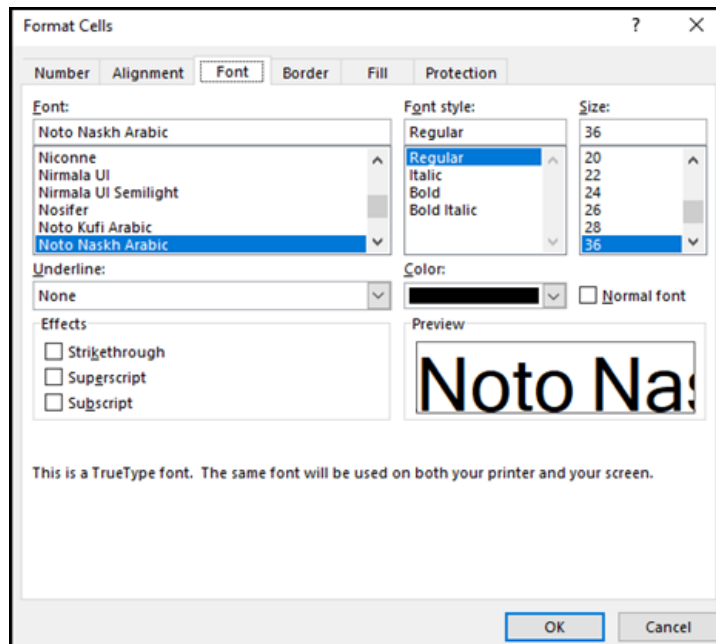 Format Cells ? ×
Number Alignment Font Border Fill Protection
Font: Font style: Size:
Noto Naskh Arabic Regular 36
Niconne Regular 20
Nirmala UI Italic 22
Nirmala UI Semilight Bold 24
Nosifer Bold Italic 26
Noto Kufi Arabic 28
Noto Naskh Arabic 36
Underline: Color:
None Normal font
Effects Preview
Strikethrough
Superscript
Subscript
Noto Nas
This is a TrueType font. The same font will be used on both your printer and your screen.
OK Cancel